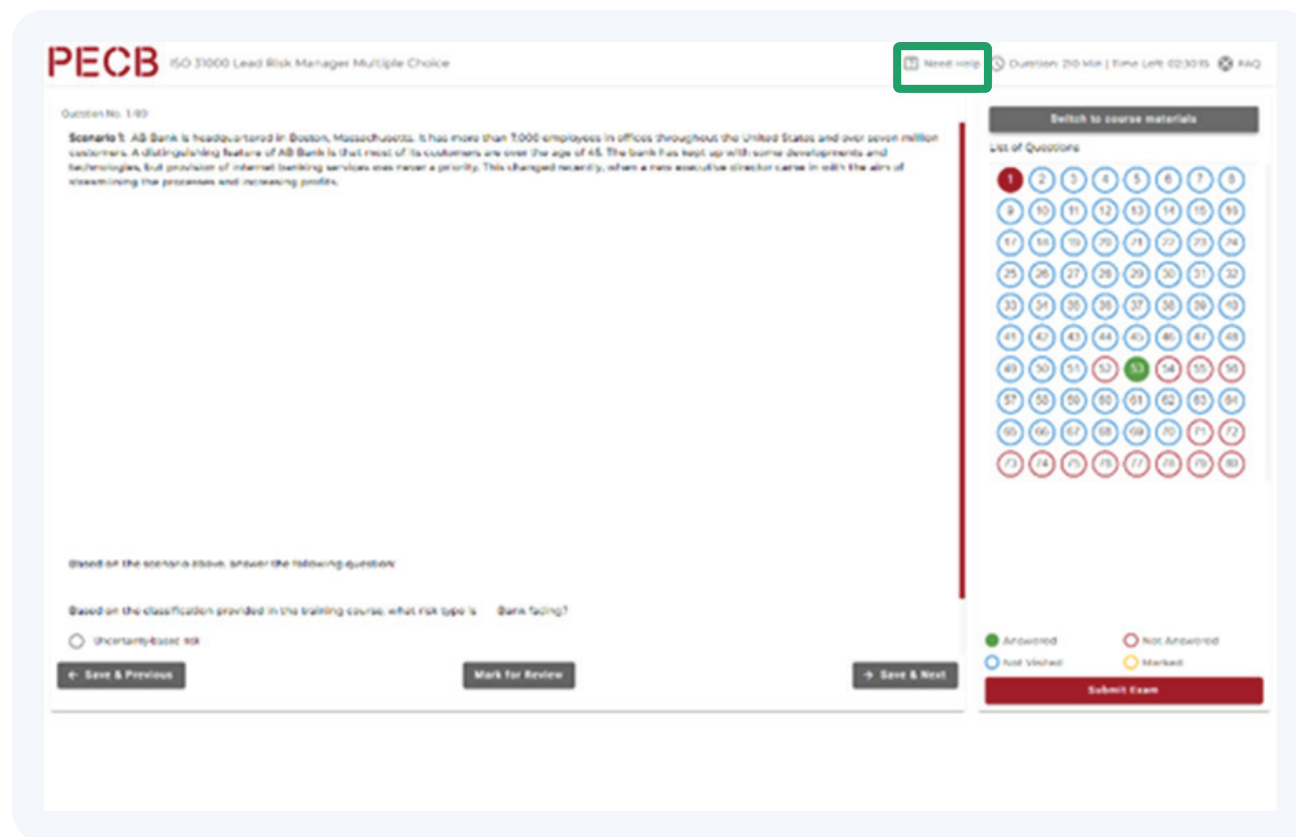 PECB ISO 31000 Lead Risk Manager Multiple Choice
Need Help Duration: 210 Min | Time Left: 02:30:15 FAQ
Question No. 1/80
Scenario 1: AB Bank is headquartered in Boston, Massachusetts. It has more than 7,000 employees in offices throughout the United States and over seven million
customers. A distinguishing feature of AB Bank is that most of its customers are over the age of 45. The bank has kept up with some developments and
technologies, but provision of internet banking services was never a priority. This changed recently, when a new executive director came in with the aim of
streamlining the processes and increasing profits.
Based on the scenario above, answer the following question:
Based on the classification provided in the training course, what risk type is Bank facing?
Uncertainty-based risk
← Save & Previous
Mark for Review
→ Save & Next
Switch to course materials
List of Questions
1 2 3 4 5 6 7 8
9 10 11 12 13 14 15 16
17 18 19 20 21 22 23 24
25 26 27 28 29 30 31 32
33 34 35 36 37 38 39 40
41 42 43 44 45 46 47 48
49 50 51 52 53 54 55 56
57 58 59 60 61 62 63 64
65 66 67 68 69 70 71 72
73 74 75 76 77 78 79 80
Answered Not Answered
Not Visited Marked
Submit Exam